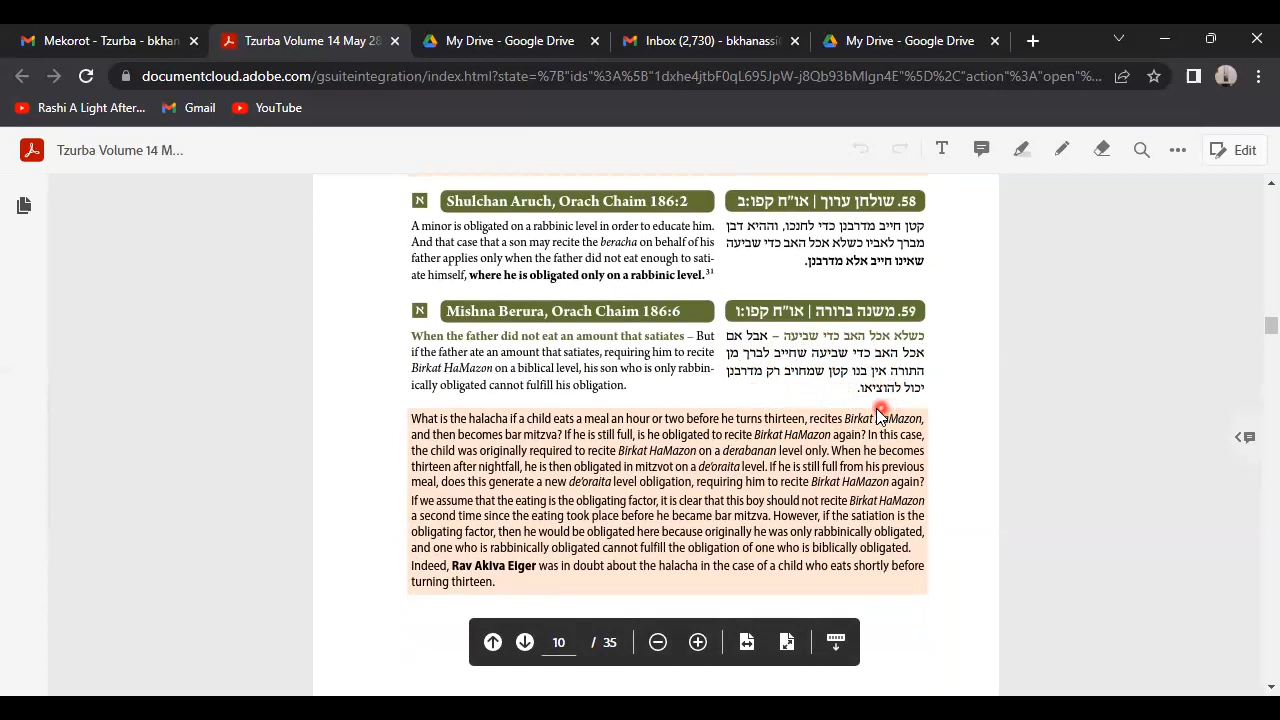 Mekorot - Tzurba - bkhan
Tzurba Volume 14 May 28
My Drive - Google Drive
Inbox (2,730) - bkhanassi
My Drive - Google Drive
documentcloud.adobe.com/gsuiteintegration/index.html?state=%7B"ids"%3A%5B"1dxhe4jtbF0qL695JpW-j8Qb93bMlgn4E"%5D%2C"action"%3A"open"%...
Rashi A Light After...
Gmail
YouTube
Tzurba Volume 14 M...
Edit
א
Shulchan Aruch, Orach Chaim 186:2
58. שולחן ערוך | או"ח קפו:ב
A minor is obligated on a rabbinic level in order to educate him.
And that case that a son may recite the beracha on behalf of his
father applies only when the father did not eat enough to sati-
ate himself, where he is obligated only on a rabbinic level.31
קטן חייב מדרבנן כדי לחנכו, וההיא דבן
מברך לאביו כשלא אכל האב כדי שביעה
שאינו חייב אלא מדרבנן.
א
Mishna Berura, Orach Chaim 186:6
59. משנה ברורה | או"ח קפו:ו
When the father did not eat an amount that satiates – But
if the father ate an amount that satiates, requiring him to recite
Birkat HaMazon on a biblical level, his son who is only rabbin-
ically obligated cannot fulfill his obligation.
כשלא אכל האב כדי שביעה – אבל אם
אכל האב כדי שביעה שחייב לברך מן
התורה אין בנו קטן שמחויב רק מדרבנן
יכול להוציאו.
What is the halacha if a child eats a meal an hour or two before he turns thirteen, recites Birkat HaMazon,
and then becomes bar mitzva? If he is still full, is he obligated to recite Birkat HaMazon again? In this case,
the child was originally required to recite Birkat HaMazon on a derabanan level only. When he becomes
thirteen after nightfall, he is then obligated in mitzvot on a de'oraita level. If he is still full from his previous
meal, does this generate a new de'oraita level obligation, requiring him to recite Birkat HaMazon again?
If we assume that the eating is the obligating factor, it is clear that this boy should not recite Birkat HaMazon
a second time since the eating took place before he became bar mitzva. However, if the satiation is the
obligating factor, then he would be obligated here because originally he was only rabbinically obligated,
and one who is rabbinically obligated cannot fulfill the obligation of one who is biblically obligated.
Indeed, Rav Akiva Eiger was in doubt about the halacha in the case of a child who eats shortly before
turning thirteen.
10 / 35